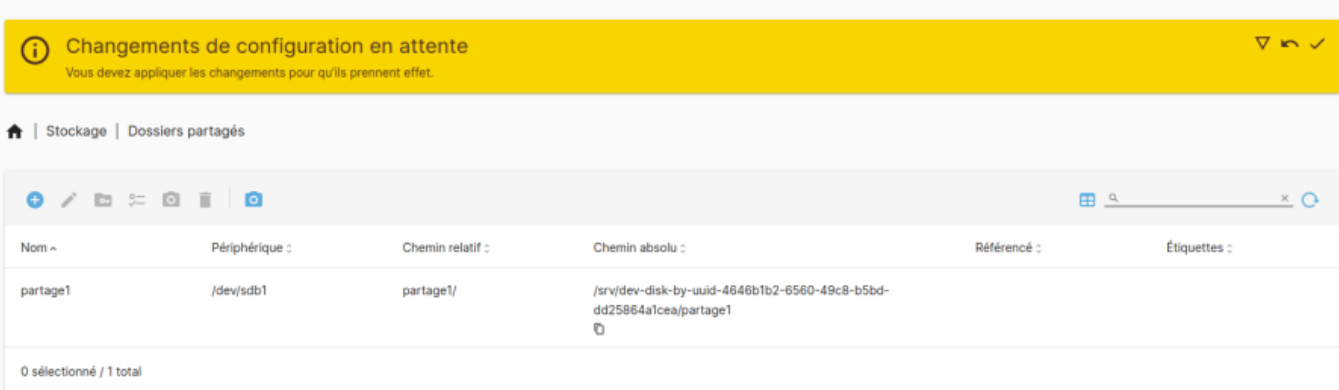 Changements de configuration en attente
Vous devez appliquer les changements pour qu'ils prennent effet.
| Stockage | Dossiers partagés
Nom Périphérique Chemin relatif Chemin absolu Référencé Étiquettes
partage1 /dev/sdb1 partage1/ /srv/dev-disk-by-uuid-4646b1b2-6560-49c8-b5bd-
dd25864a1cea/partage1
0 sélectionné / 1 total